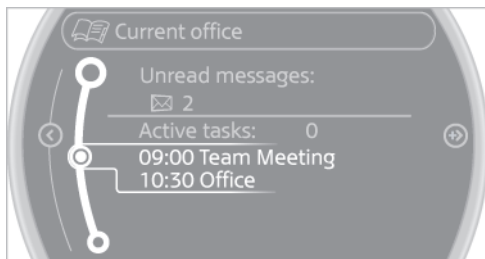 Current office
Unread messages:
2
Active tasks: 0
09:00 Team Meeting
10:30 Office